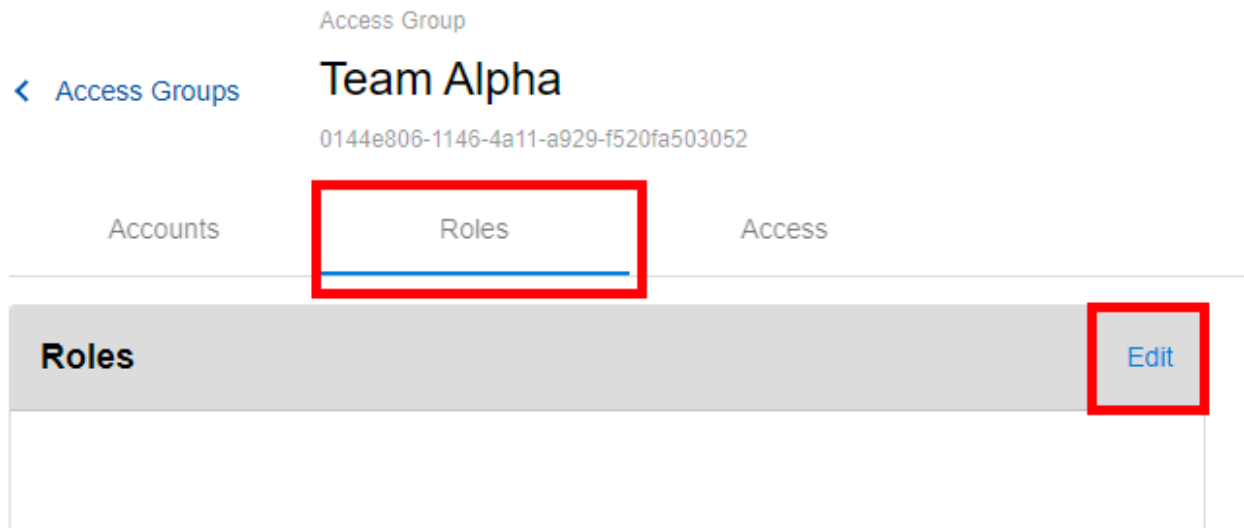 Access Group
Access Groups
Team Alpha
0144e806-1146-4a11-a929-f520fa503052
Accounts Roles Access
Roles Edit